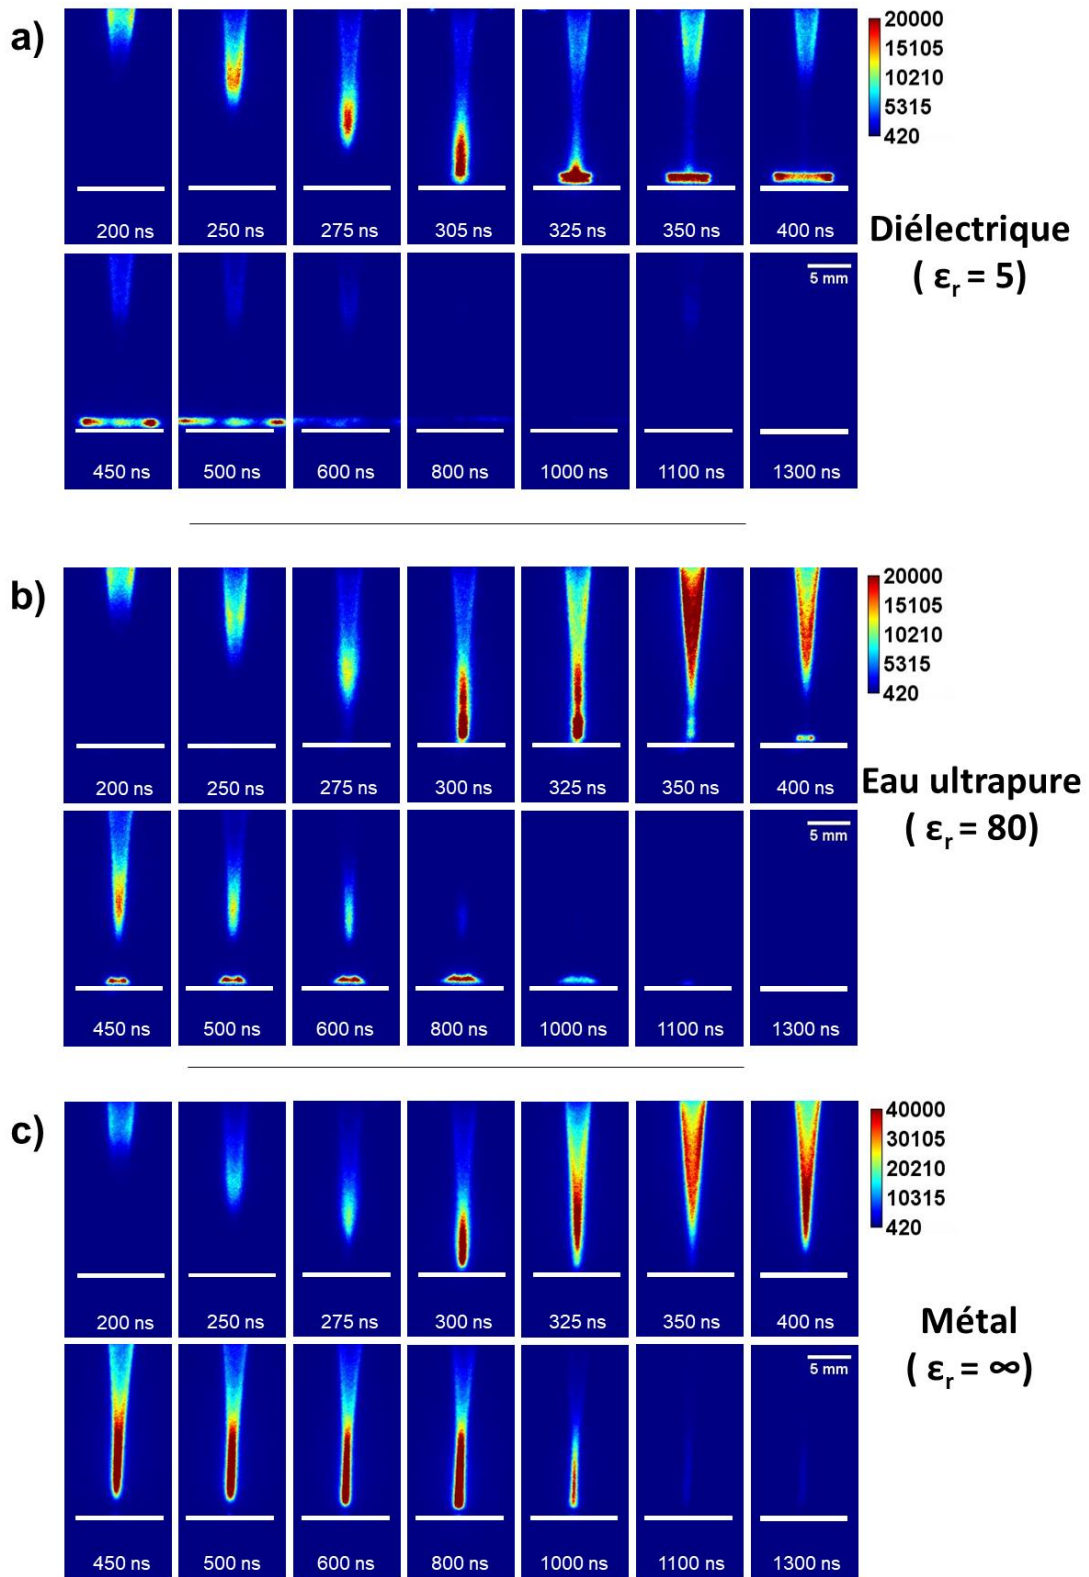 a)
20000
15105
10210
5315
420
200 ns 250 ns 275 ns 305 ns 325 ns 350 ns 400 ns
Diélectrique
( εr = 5)
5 mm
450 ns 500 ns 600 ns 800 ns 1000 ns 1100 ns 1300 ns
b)
20000
15105
10210
5315
420
200 ns 250 ns 275 ns 300 ns 325 ns 350 ns 400 ns
Eau ultrapure
( εr = 80)
5 mm
450 ns 500 ns 600 ns 800 ns 1000 ns 1100 ns 1300 ns
c)
40000
30105
20210
10315
420
200 ns 250 ns 275 ns 300 ns 325 ns 350 ns 400 ns
Métal
( εr = ∞)
5 mm
450 ns 500 ns 600 ns 800 ns 1000 ns 1100 ns 1300 ns